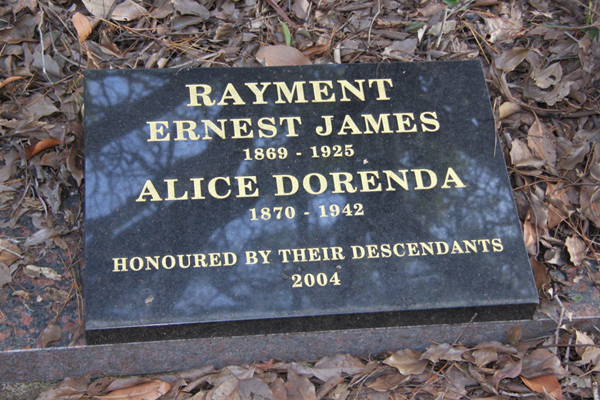 RAYMENT
ERNEST JAMES
1869 - 1925
ALICE DORENDA
1870 - 1942
HONOURED BY THEIR DESCENDANTS
2004